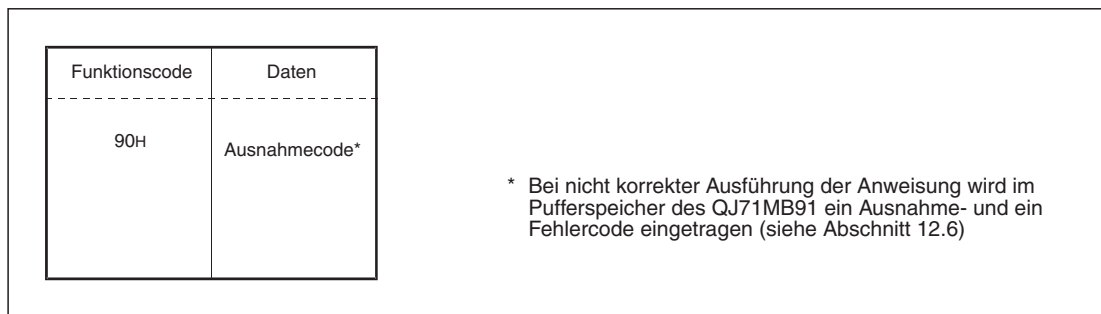 Funktionscode Daten
90H Ausnahmecode*
* Bei nicht korrekter Ausführung der Anweisung wird im
Pufferspeicher des QJ71MB91 ein Ausnahme- und ein
Fehlercode eingetragen (siehe Abschnitt 12.6)